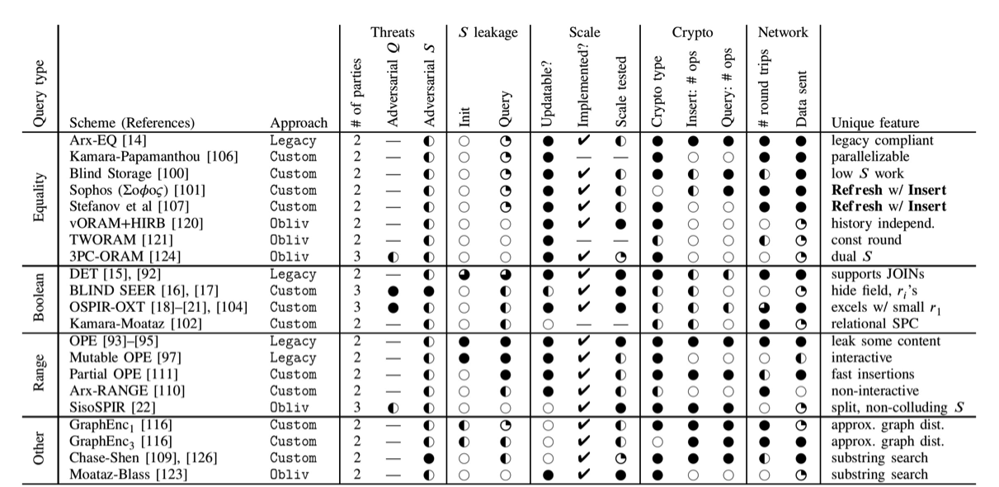 Threats S leakage Scale Crypto Network
Query type Scheme (References) Approach # of parties Adversarial Q Adversarial S Init Query Updatable? Implemented? Scale tested Crypto type Insert: # ops Query: # ops # round trips Data sent Unique feature
Equality
Arx-EQ [14] Legacy 2 — ◐ ○ ◔ ● ✔ ◐ ● ● ● ● ● legacy compliant
Kamara-Papamanthou [106] Custom 2 — ◐ ○ ◔ ● — — ● ○ ○ ● ● parallelizable
Blind Storage [100] Custom 2 — ◐ ○ ◔ ● ✔ ◐ ● ◐ ● ◐ ● low S work
Sophos (Σοφος) [101] Custom 2 — ◐ ○ ◔ ● ✔ ◐ ○ ◐ ● ● ● Refresh w/ Insert
Stefanov et al [107] Custom 2 — ◐ ○ ◔ ● ✔ ◐ ● ○ ○ ● ● Refresh w/ Insert
vORAM+HIRB [120] Obliv 2 — ◐ ○ ○ ● ✔ ● ● ○ ○ ○ ◔ history independ.
TWORAM [121] Obliv 2 — ◐ ○ ○ ● — — ◐ ○ ○ ◐ ◔ const round
3PC-ORAM [124] Obliv 3 ◐ ◐ ○ ○ ● ✔ ◔ ● ○ ○ ○ ◔ dual S
Boolean
DET [15], [92] Legacy 2 — ◐ ◕ ◕ ● ✔ ● ● ◐ ◐ ● ● supports JOINs
BLIND SEER [16], [17] Custom 3 ● ● ○ ◐ ◐ ✔ ● ◐ ◐ ○ ○ ◔ hide field, rᵢ's
OSPIR-OXT [18]–[21], [104] Custom 3 ● ◐ ○ ◐ ● ✔ ● ◐ ◐ ◐ ◕ ● excels w/ small r₁
Kamara-Moataz [102] Custom 2 — ◐ ○ ◐ ○ — — ◐ ◐ ○ ● ◔ relational SPC
Range
OPE [93]–[95] Legacy 2 — ◐ ● ● ● ✔ ● ● ● ● ● ● leak some content
Mutable OPE [97] Legacy 2 — ◐ ● ● ● ✔ ◐ ● ○ ○ ○ ◐ interactive
Partial OPE [111] Custom 2 — ◐ ○ ● ● ✔ ◐ ● ● ● ◐ ● fast insertions
Arx-RANGE [110] Custom 2 — ◐ ○ ◐ ● ✔ ◐ ◐ ○ ○ ● ○ non-interactive
SisoSPIR [22] Obliv 3 ◐ ◐ ○ ○ ○ ✔ ● ● ● ● ○ ◔ split, non-colluding S
Other
GraphEnc₁ [116] Custom 2 — ◐ ◐ ◔ ○ ✔ ◐ ● ● ● ● ◔ approx. graph dist.
GraphEnc₃ [116] Custom 2 — ◐ ◐ ◐ ○ ✔ ◐ ○ ● ● ● ● approx. graph dist.
Chase-Shen [109], [126] Custom 2 — ● ○ ◐ ○ ✔ ◔ ● ● ● ◐ ● substring search
Moataz-Blass [123] Obliv 2 — ◐ ○ ○ ● ✔ ● ● ○ ○ ○ ◔ substring search